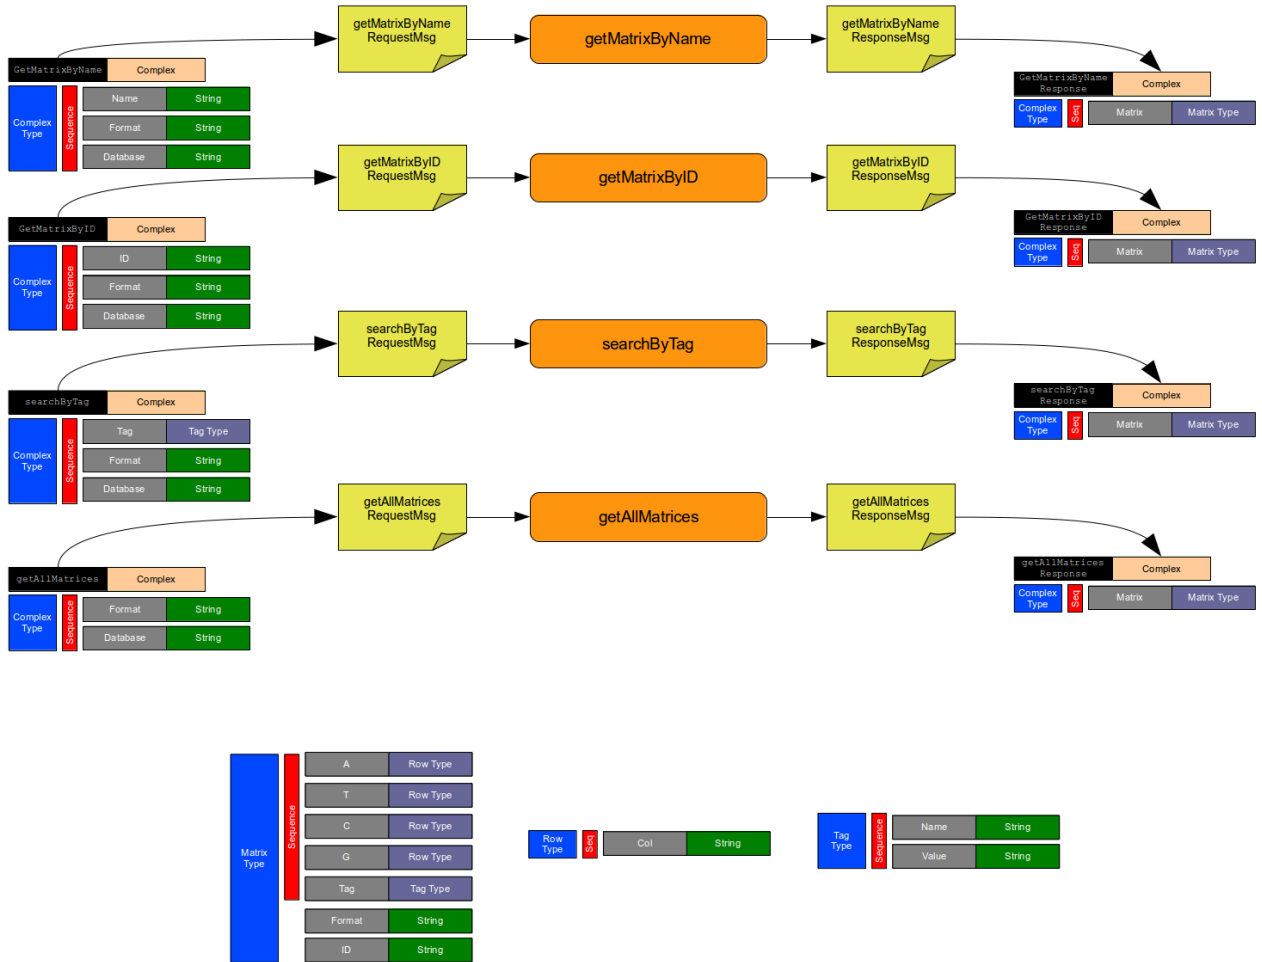 getMatrixByName
RequestMsg
getMatrixByName
getMatrixByName
ResponseMsg
GetMatrixByName
Complex
Complex
Type
Sequence
Name
String
Format
String
Database
String
GetMatrixByName
Response
Complex
Complex
Type
Seq
Matrix
Matrix Type
getMatrixByID
RequestMsg
getMatrixByID
getMatrixByID
ResponseMsg
GetMatrixByID
Complex
Complex
Type
Sequence
ID
String
Format
String
Database
String
GetMatrixByID
Response
Complex
Complex
Type
Seq
Matrix
Matrix Type
searchByTag
RequestMsg
searchByTag
searchByTag
ResponseMsg
searchByTag
Complex
Complex
Type
Sequence
Tag
Tag Type
Format
String
Database
String
searchByTag
Response
Complex
Complex
Type
Seq
Matrix
Matrix Type
getAllMatrices
RequestMsg
getAllMatrices
getAllMatrices
ResponseMsg
getAllMatrices
Complex
Complex
Type
Sequence
Format
String
Database
String
getAllMatrices
Response
Complex
Complex
Type
Seq
Matrix
Matrix Type
Matrix
Type
Sequence
A
Row Type
T
Row Type
C
Row Type
G
Row Type
Tag
Tag Type
Format
String
ID
String
Row
Type
Seq
Col
String
Tag
Type
Sequence
Name
String
Value
String